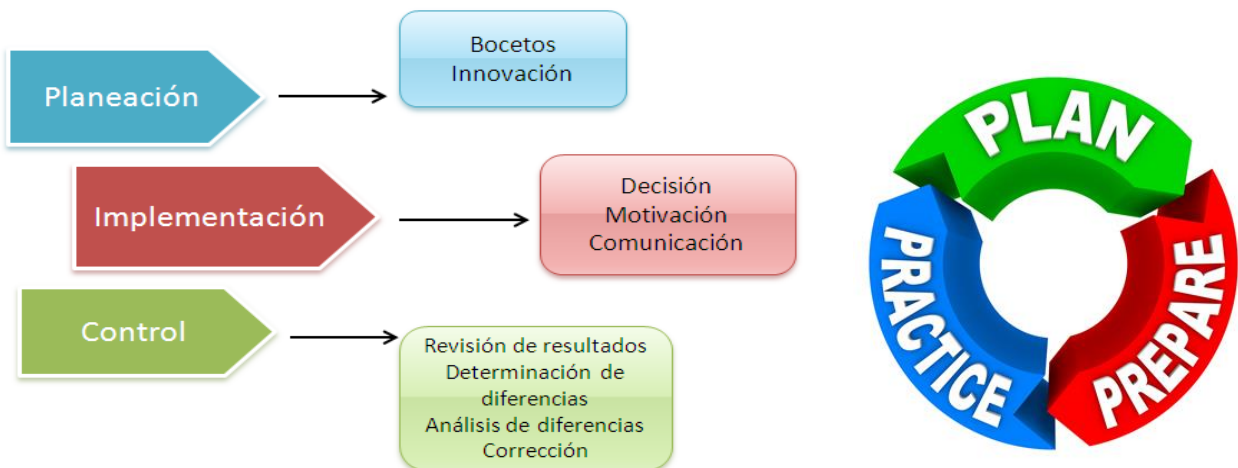 Planeación
Bocetos
Innovación
Implementación
Decisión
Motivación
Comunicación
Control
Revisión de resultados
Determinación de
diferencias
Análisis de diferencias
Corrección
PLAN
PREPARE
PRACTICE